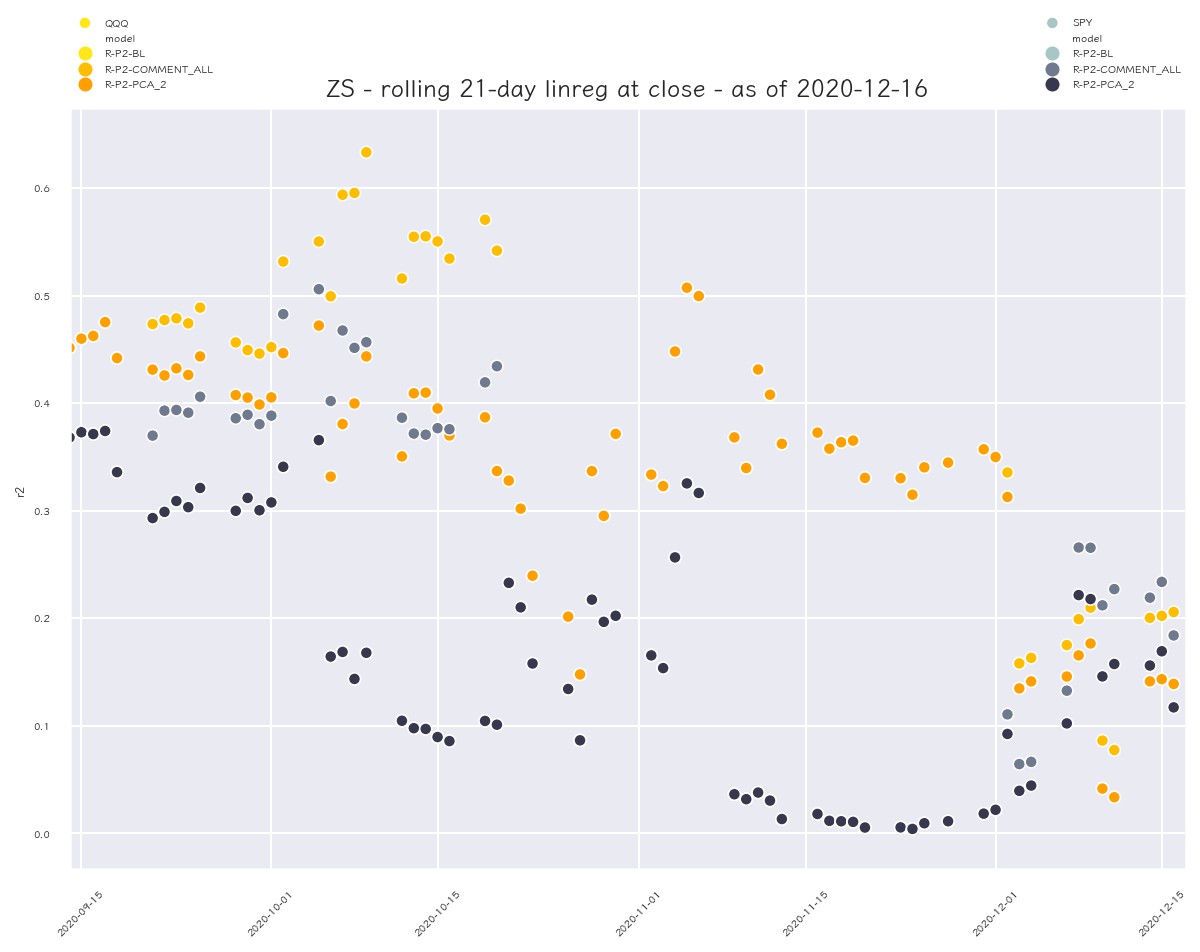 QQQ
model
R-P2-BL
R-P2-COMMENT_ALL
R-P2-PCA_2
SPY
model
R-P2-BL
R-P2-COMMENT_ALL
R-P2-PCA_2
ZS - rolling 21-day linreg at close - as of 2020-12-16
0.6
0.5
0.4
0.3
0.2
0.1
0.0
r2
2020-09-15
2020-10-01
2020-10-15
2020-11-01
2020-11-15
2020-12-01
2020-12-15